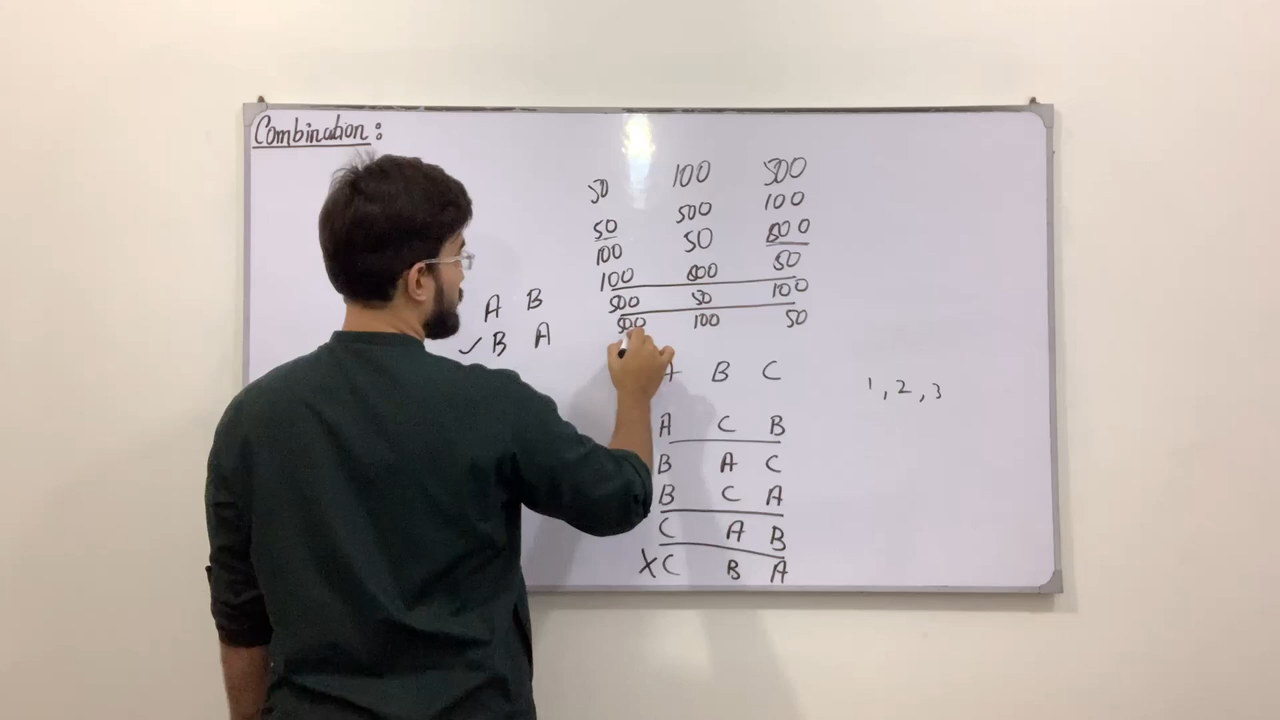 Combination:
50 100 500
50 500 100
100 50 500
100 500 50
500 50 100
500 100 50
A B
✓ B A
A B C
1, 2, 3
A C B
B A C
B C A
C A B
X C B A